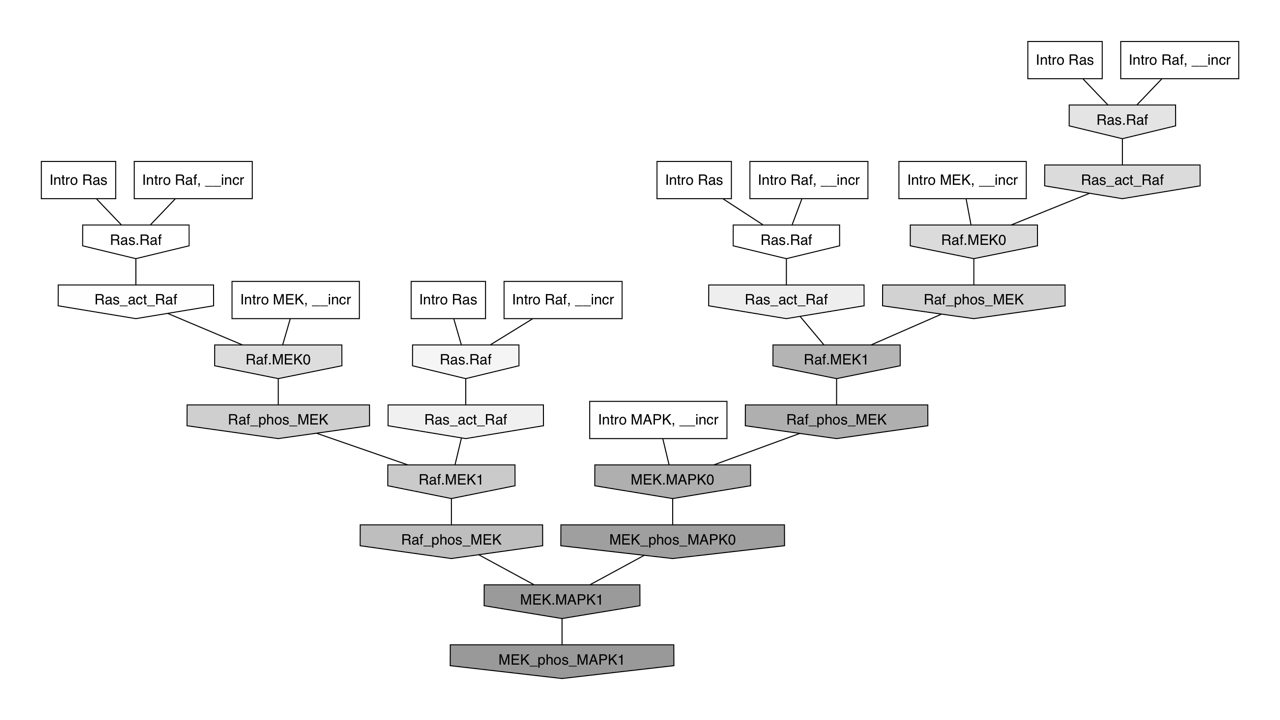 Intro Ras
Intro Raf, __incr
Ras.Raf
Intro Ras
Intro Raf, __incr
Intro Ras
Intro Raf, __incr
Intro MEK, __incr
Ras_act_Raf
Ras.Raf
Ras.Raf
Raf.MEK0
Ras_act_Raf
Intro MEK, __incr
Intro Ras
Intro Raf, __incr
Ras_act_Raf
Raf_phos_MEK
Raf.MEK0
Ras.Raf
Raf.MEK1
Raf_phos_MEK
Ras_act_Raf
Intro MAPK, __incr
Raf_phos_MEK
Raf.MEK1
MEK.MAPK0
Raf_phos_MEK
MEK_phos_MAPK0
MEK.MAPK1
MEK_phos_MAPK1